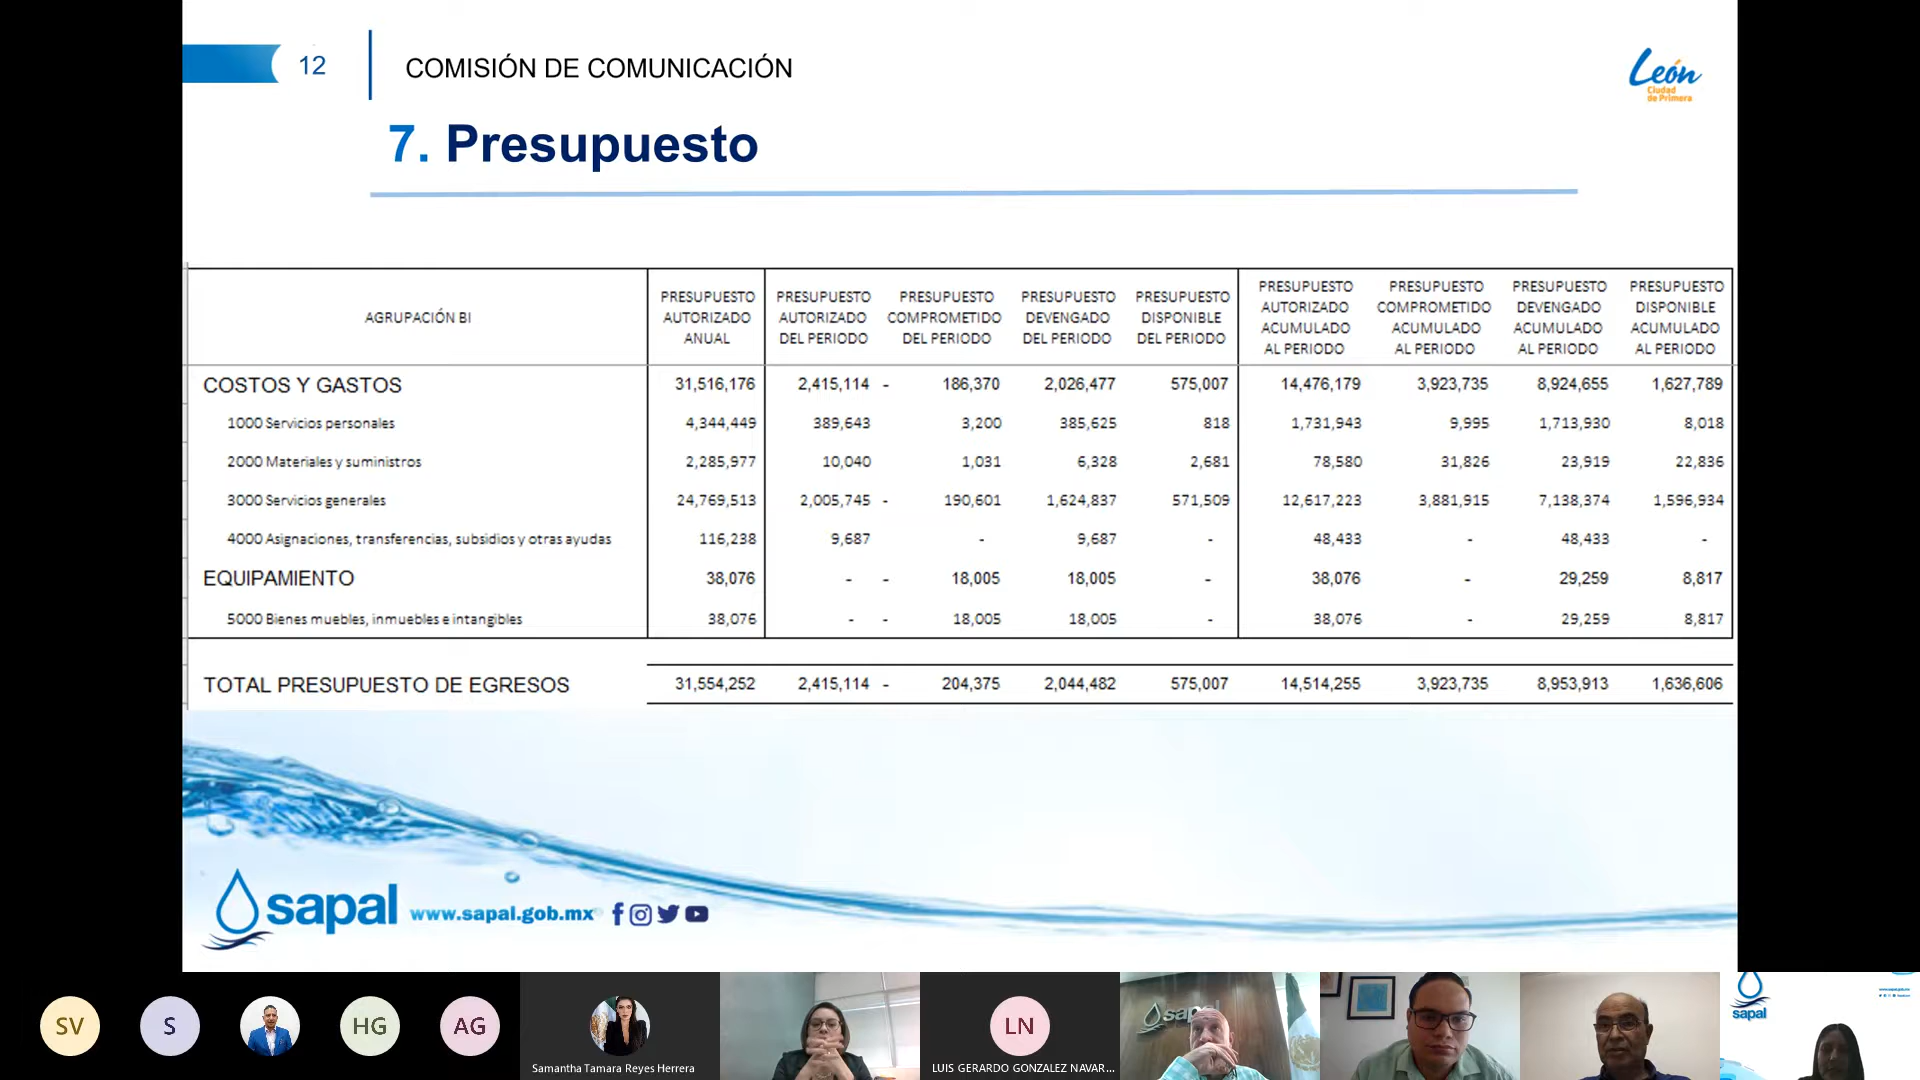 12
COMISIÓN DE COMUNICACIÓN
León
Ciudad
de Primera
7. Presupuesto
AGRUPACIÓN BI
PRESUPUESTO AUTORIZADO ANUAL
PRESUPUESTO AUTORIZADO DEL PERIODO
PRESUPUESTO COMPROMETIDO DEL PERIODO
PRESUPUESTO DEVENGADO DEL PERIODO
PRESUPUESTO DISPONIBLE DEL PERIODO
PRESUPUESTO AUTORIZADO ACUMULADO AL PERIODO
PRESUPUESTO COMPROMETIDO ACUMULADO AL PERIODO
PRESUPUESTO DEVENGADO ACUMULADO AL PERIODO
PRESUPUESTO DISPONIBLE ACUMULADO AL PERIODO
COSTOS Y GASTOS 31,516,176 2,415,114 - 186,370 2,026,477 575,007 14,476,179 3,923,735 8,924,655 1,627,789
1000 Servicios personales 4,344,449 389,643 3,200 385,625 818 1,731,943 9,995 1,713,930 8,018
2000 Materiales y suministros 2,285,977 10,040 1,031 6,328 2,681 78,580 31,826 23,919 22,836
3000 Servicios generales 24,769,513 2,005,745 - 190,601 1,624,837 571,509 12,617,223 3,881,915 7,138,374 1,596,934
4000 Asignaciones, transferencias, subsidios y otras ayudas 116,238 9,687 - 9,687 - 48,433 - 48,433 -
EQUIPAMIENTO 38,076 - - 18,005 18,005 - 38,076 - 29,259 8,817
5000 Bienes muebles, inmuebles e intangibles 38,076 - - 18,005 18,005 - 38,076 - 29,259 8,817
TOTAL PRESUPUESTO DE EGRESOS 31,554,252 2,415,114 - 204,375 2,044,482 575,007 14,514,255 3,923,735 8,953,913 1,636,606
sapal www.sapal.gob.mx
SV
S
HG
AG
Samantha Tamara Reyes Herrera
LN
LUIS GERARDO GONZALEZ NAVAR...
sapal
sapal